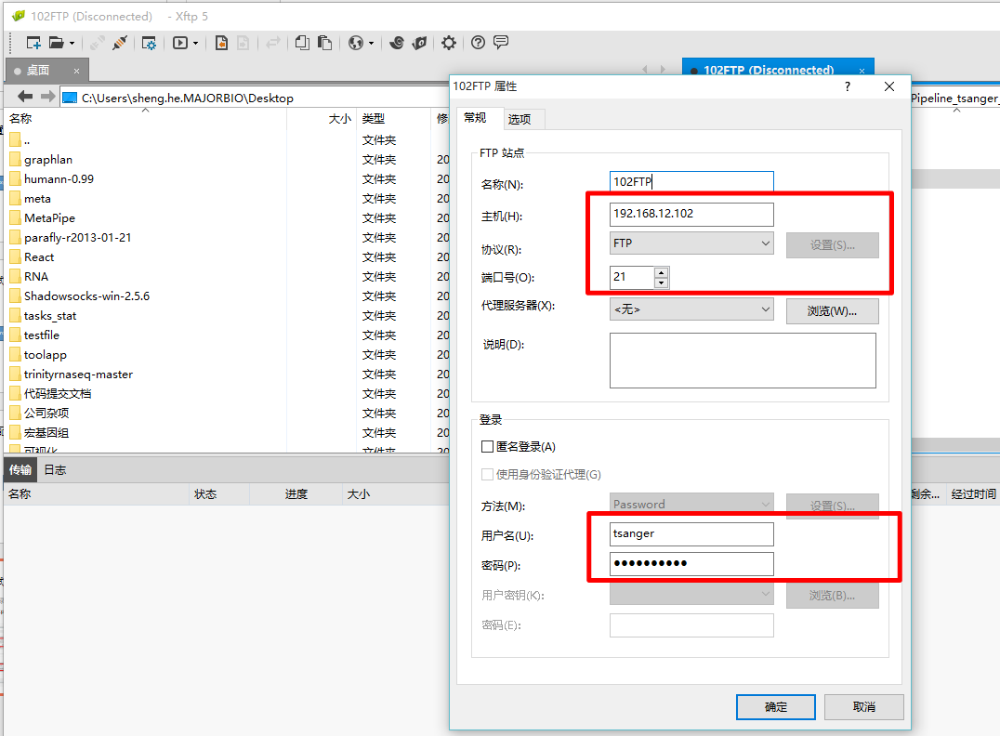 102FTP (Disconnected) - Xftp 5
桌面 ×
102FTP (Disconnected) ×
C:\Users\sheng.he.MAJORBIO\Desktop
Pipeline_tsanger_
名称 大小 类型 修
.. 文件夹
graphlan 文件夹 20
humann-0.99 文件夹 20
meta 文件夹 20
MetaPipe 文件夹 20
parafly-r2013-01-21 文件夹 20
React 文件夹 20
RNA 文件夹 20
Shadowsocks-win-2.5.6 文件夹 20
tasks_stat 文件夹 20
testfile 文件夹 20
toolapp 文件夹 20
trinityrnaseq-master 文件夹 20
代码提交文档 文件夹 20
公司杂项 文件夹 20
宏基因组 文件夹 20
可视化 文件夹 20
传输 日志
名称 状态 进度 大小
剩余... 经过时间
102FTP 属性 ?
常规 选项
FTP 站点
名称(N): 102FTP
主机(H): 192.168.12.102
协议(R): FTP 设置(S)...
端口号(O): 21
代理服务器(X): <无> 浏览(W)...
说明(D):
登录
匿名登录(A)
使用身份验证代理(G)
方法(M): Password 设置(S)...
用户名(U): tsanger
密码(P): ●●●●●●●●●●
用户密钥(K): 浏览(B)...
密码(E):
确定 取消